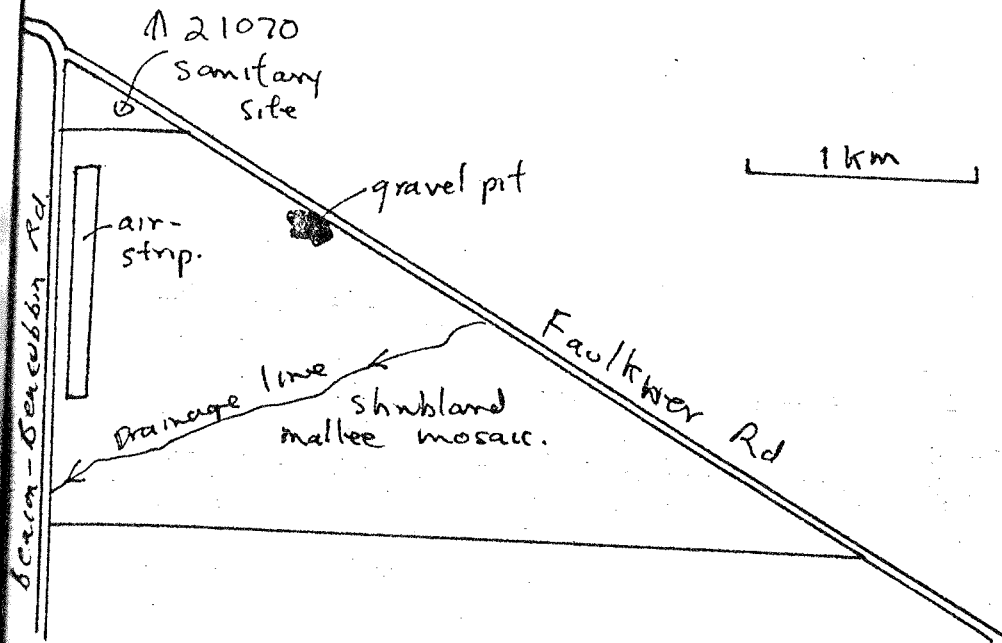 ⇑ 21070
sanitary
site
1 km
gravel pit
air-
strip.
Beacon-Bencubbin Rd.
Faulkner Rd
Drainage line
Shrubland
mallee mosaic.